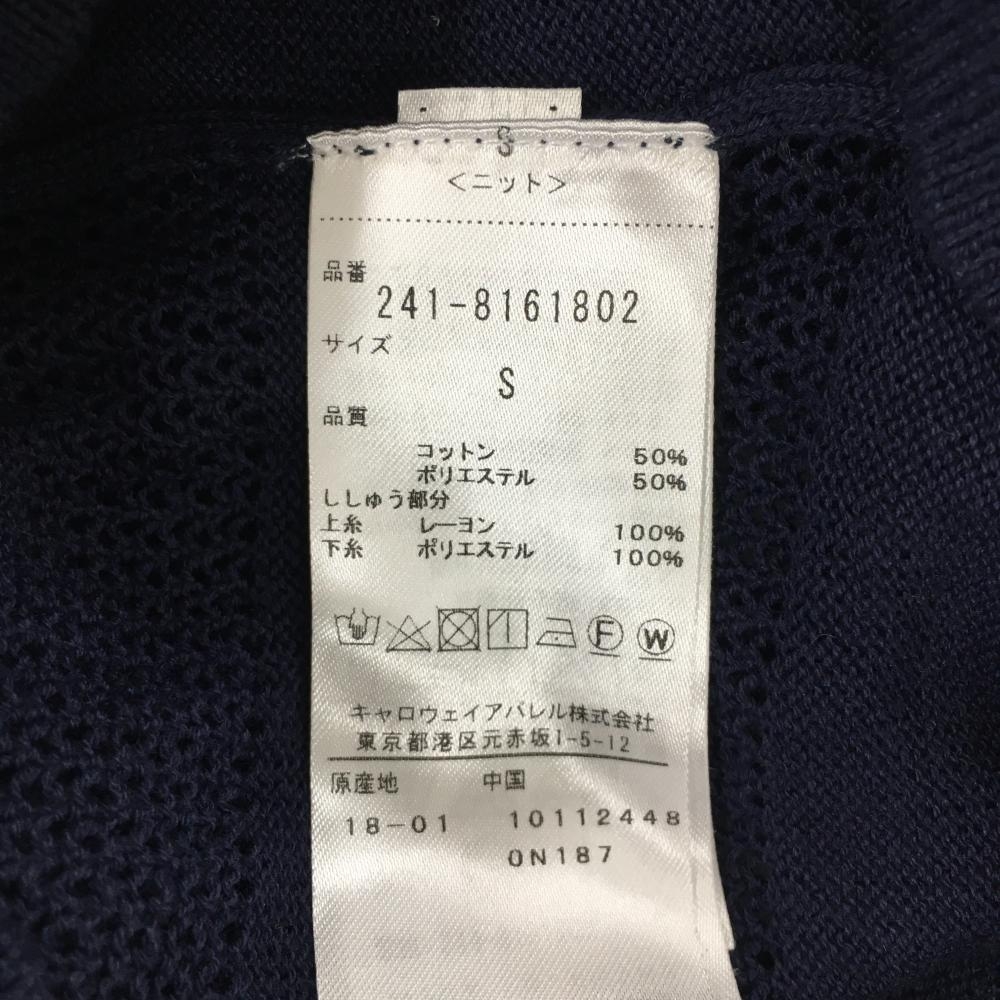 S
<ニット>
品番
241-8161802
サイズ
S
品質
コットン 50%
ポリエステル 50%
ししゅう部分
上糸 レーヨン 100%
下糸 ポリエステル 100%
F W
キャロウェイアパレル株式会社
東京都港区元赤坂1-5-12
原産地 中国
18-01 10112448
0N187